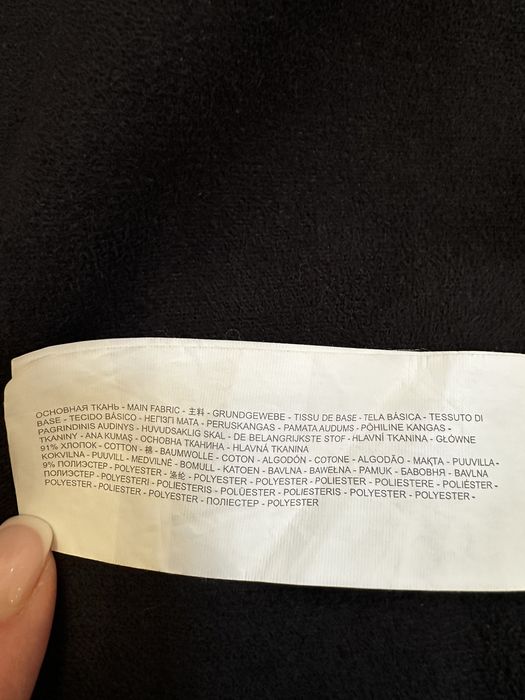 ОСНОВНАЯ ТКАНЬ - MAIN FABRIC - 主料 - GRUNDGEWEBE - TISSU DE BASE - TELA BÁSICA - TESSUTO DI
BASE - TECIDO BÁSICO - НЕГІЗГІ МАТА - PERUSKANGAS - PAMATA AUDUMS - PÕHILINE KANGAS -
PAGRINDINIS AUDINYS - HUVUDSAKLIG SKAL - DE BELANGRIJKSTE STOF - HLAVNÍ TKANINA - GŁÓWNE
TKANINY - ANA KUMAŞ - ОСНОВНА ТКАНИНА - HLAVNÁ TKANINA
91% ХЛОПОК - COTTON - 棉 - BAUMWOLLE - COTON - ALGODÓN - COTONE - ALGODÃO - МАҚТА - PUUVILLA -
KOKVILNA - PUUVILL - MEDVILNĖ - BOMULL - KATOEN - BAVLNA - BAWEŁNA - PAMUK - БАВОВНЯ - BAVLNA
9% ПОЛИЭСТЕР - POLYESTER - 涤纶 - POLYESTER - POLYESTER - POLIÉSTER - POLIESTERE - POLIÉSTER -
ПОЛИЭСТЕР - POLYESTERI - POLIESTERIS - POLÜESTER - POLIESTERIS - POLYESTER - POLYESTER -
POLYESTER - POLIESTER - POLYESTER - ПОЛІЕСТЕР - POLYESTER